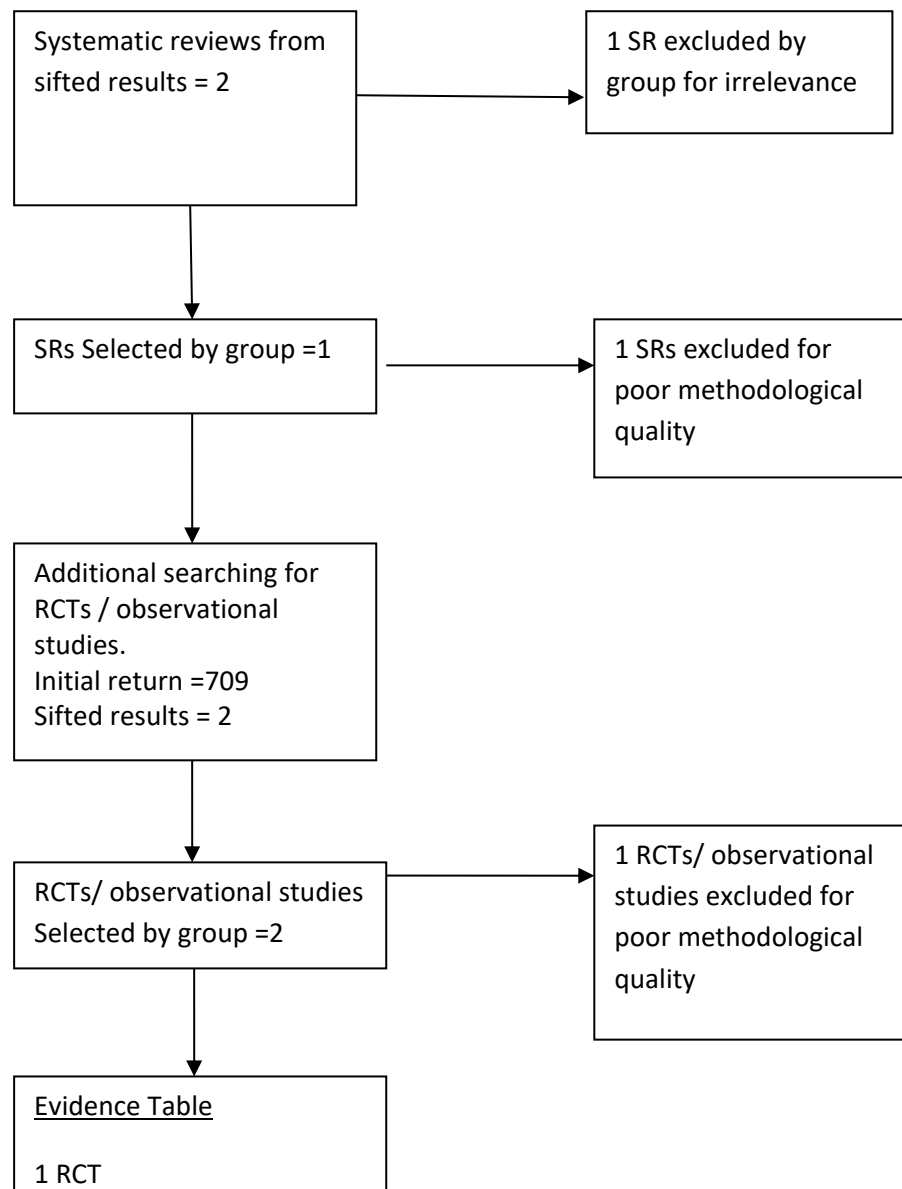 Systematic reviews from
sifted results = 2
1 SR excluded by
group for irrelevance
SRs Selected by group =1
1 SRs excluded for
poor methodological
quality
Additional searching for
RCTs / observational
studies.
Initial return =709
Sifted results = 2
RCTs/ observational studies
Selected by group =2
1 RCTs/ observational
studies excluded for
poor methodological
quality
Evidence Table
1 RCT